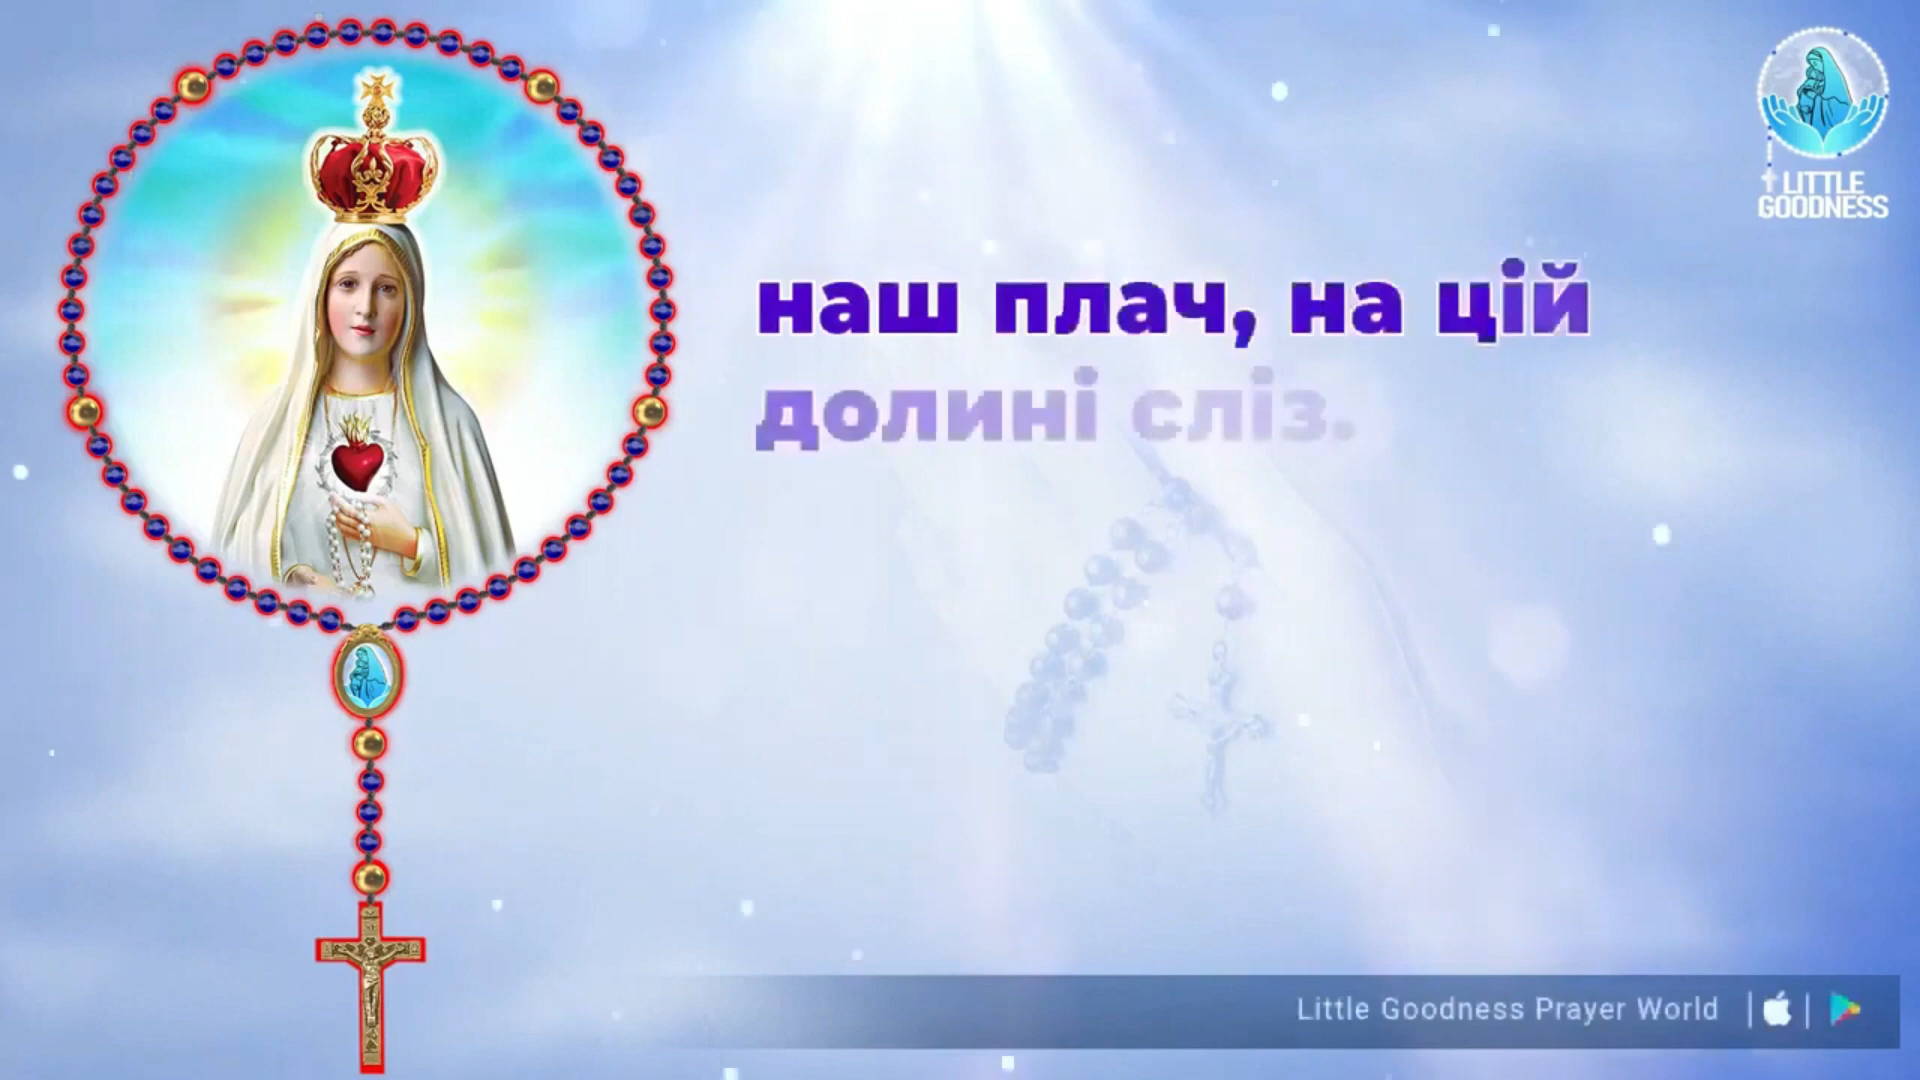 LITTLE
GOODNESS
наш плач, на цій
долині сліз.
Little Goodness Prayer World